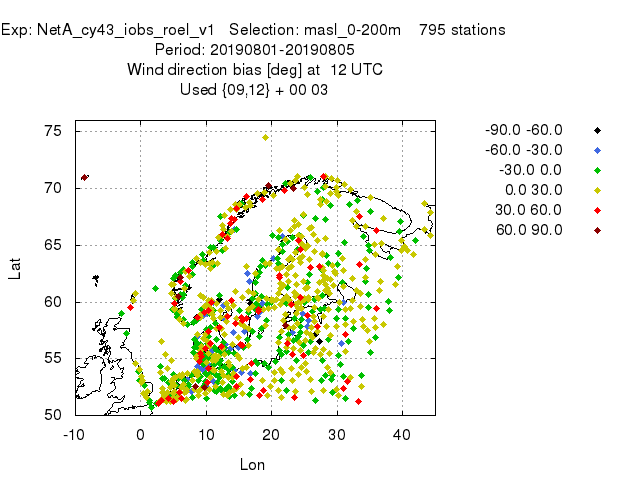 Exp: NetA_cy43_iobs_roel_v1 Selection: masl_0-200m 795 stations
Period: 20190801-20190805
Wind direction bias [deg] at 12 UTC
Used {09,12} + 00 03
-90.0 -60.0
-60.0 -30.0
-30.0 0.0
0.0 30.0
30.0 60.0
60.0 90.0
75
70
65
60
55
50
Lat
-10 0 10 20 30 40
Lon